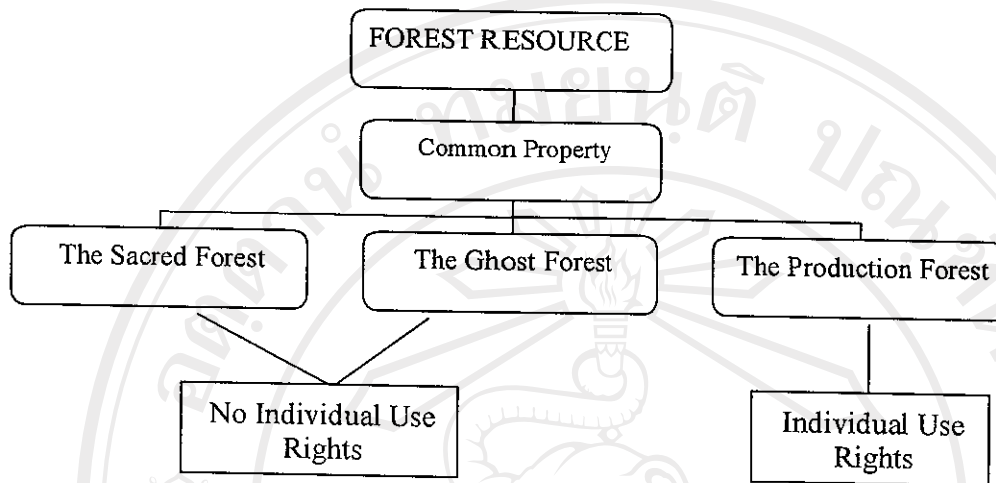 FOREST RESOURCE
Common Property
The Sacred Forest
The Ghost Forest
The Production Forest
No Individual Use
Rights
Individual Use
Rights